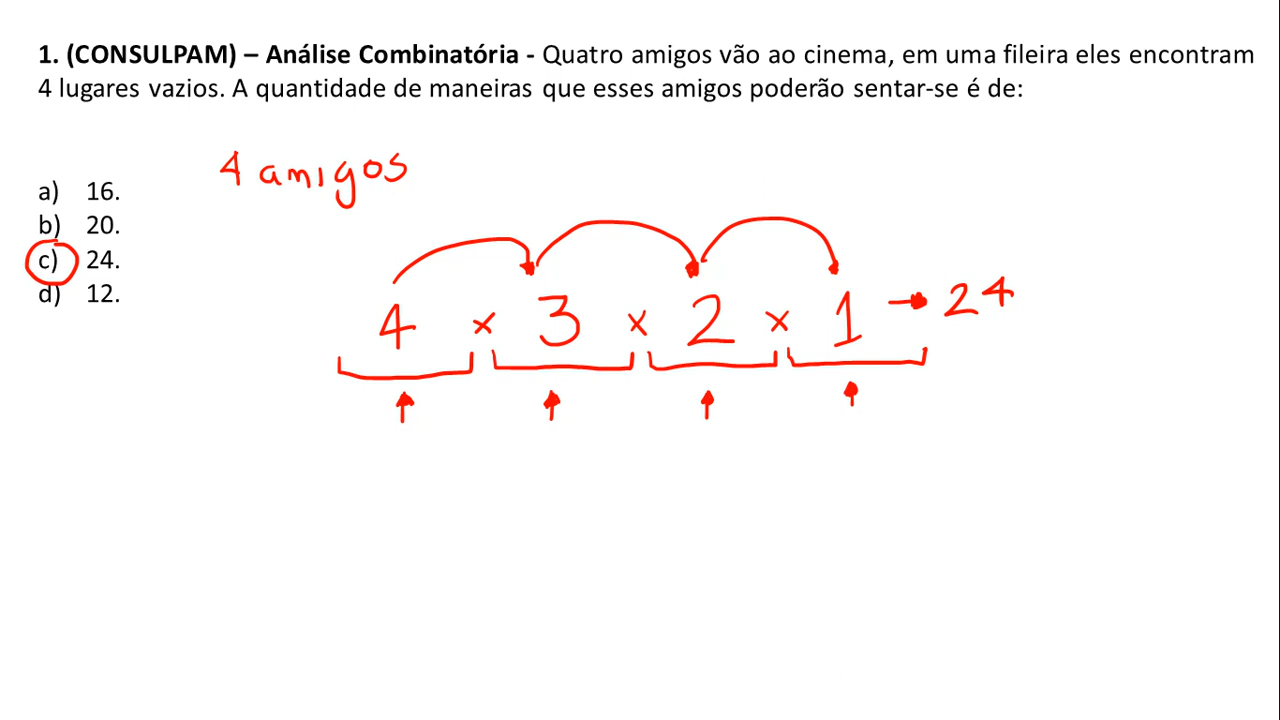 1. (CONSULPAM) – Análise Combinatória - Quatro amigos vão ao cinema, em uma fileira eles encontram
4 lugares vazios. A quantidade de maneiras que esses amigos poderão sentar-se é de:
4 amigos
a) 16.
b) 20.
c) 24.
d) 12.
4 × 3 × 2 × 1 → 24